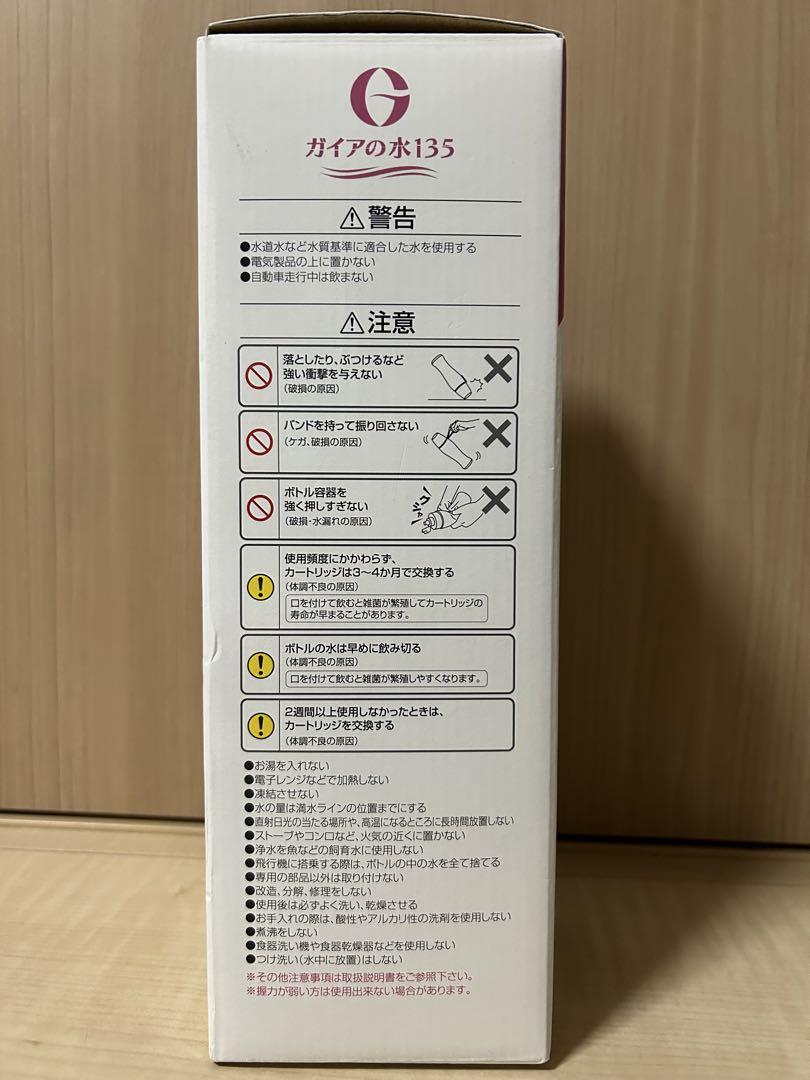 ガイアの水135
⚠警告
●水道水など水質基準に適合した水を使用する
●電気製品の上に置かない
●自動車走行中は飲まない
⚠注意
落としたり、ぶつけるなど
強い衝撃を与えない
(破損の原因)
バンドを持って振り回さない
(ケガ、破損の原因)
ボトル容器を
強く押しすぎない
(破損・水漏れの原因)
使用頻度にかかわらず、
カートリッジは3〜4か月で交換する
(体調不良の原因)
口を付けて飲むと雑菌が繁殖してカートリッジの
寿命が早まることがあります。
ボトルの水は早めに飲み切る
(体調不良の原因)
口を付けて飲むと雑菌が繁殖しやすくなります。
2週間以上使用しなかったときは、
カートリッジを交換する
(体調不良の原因)
●お湯を入れない
●電子レンジなどで加熱しない
●凍結させない
●水の量は満水ラインの位置までにする
●直射日光の当たる場所や、高温になるところに長時間放置しない
●ストーブやコンロなど、火気の近くに置かない
●浄水を魚などの飼育水に使用しない
●飛行機に搭乗する際は、ボトルの中の水を全て捨てる
●専用の部品以外は取り付けない
●改造、分解、修理をしない
●使用後は必ずよく洗い、乾燥させる
●お手入れの際は、酸性やアルカリ性の洗剤を使用しない
●煮沸をしない
●食器洗い機や食器乾燥器などを使用しない
●つけ洗い(水中に放置)はしない
※その他注意事項は取扱説明書をご参照下さい。
※握力が弱い方は使用出来ない場合があります。